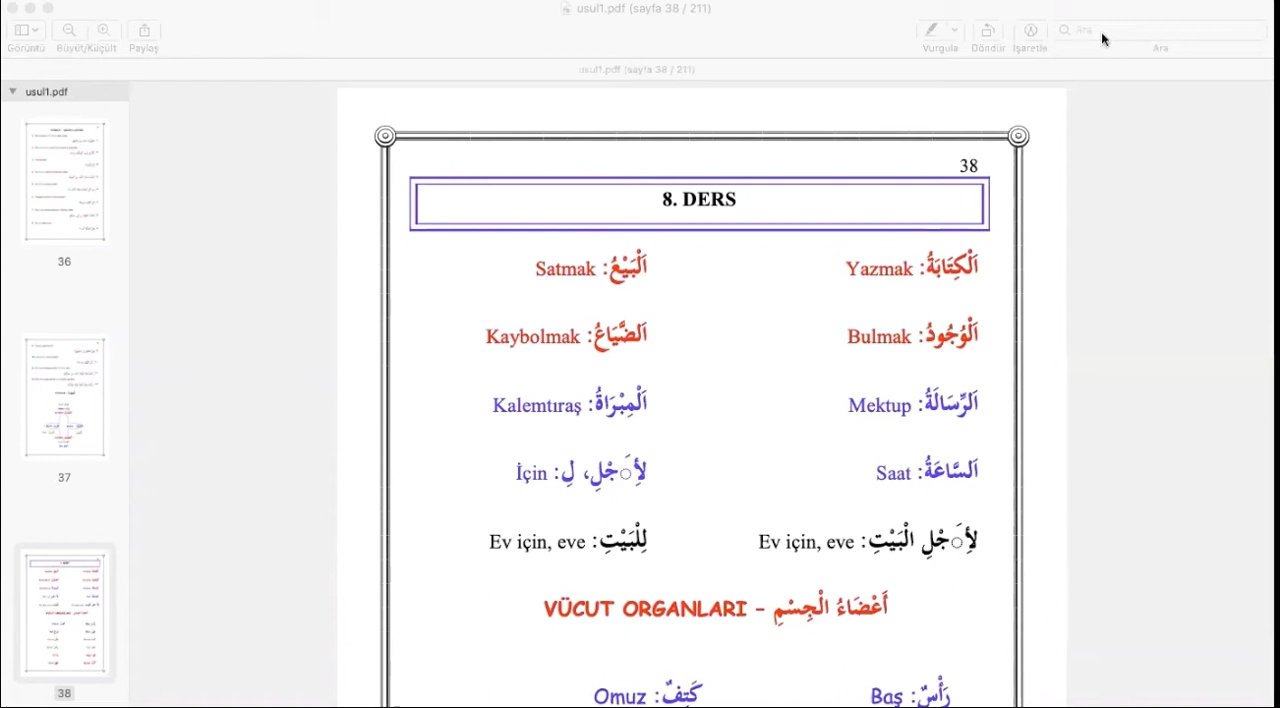 usul1.pdf (sayfa 38 / 211)
Görüntü Büyüt/Küçült Paylaş Vurgula Döndür İşaretle Ara
Ara
usul1.pdf (sayfa 38 / 211)
usul1.pdf
36
37
38
38
8. DERS
اَلْكِتَابَةُ: Yazmak اَلْبَيْعُ: Satmak
اَلْوُجُودُ: Bulmak اَلضَّيَاعُ: Kaybolmak
اَلرِّسَالَةُ: Mektup اَلْمِبْرَاةُ: Kalemtıraş
اَلسَّاعَةُ: Saat لِأَجْلِ، لِ: İçin
لِأَجْلِ الْبَيْتِ: Ev için, eve لِلْبَيْتِ: Ev için, eve
أَعْضَاءُ الْجِسْمِ - VÜCUT ORGANLARI
رَأْسٌ: Baş كَتِفٌ: Omuz